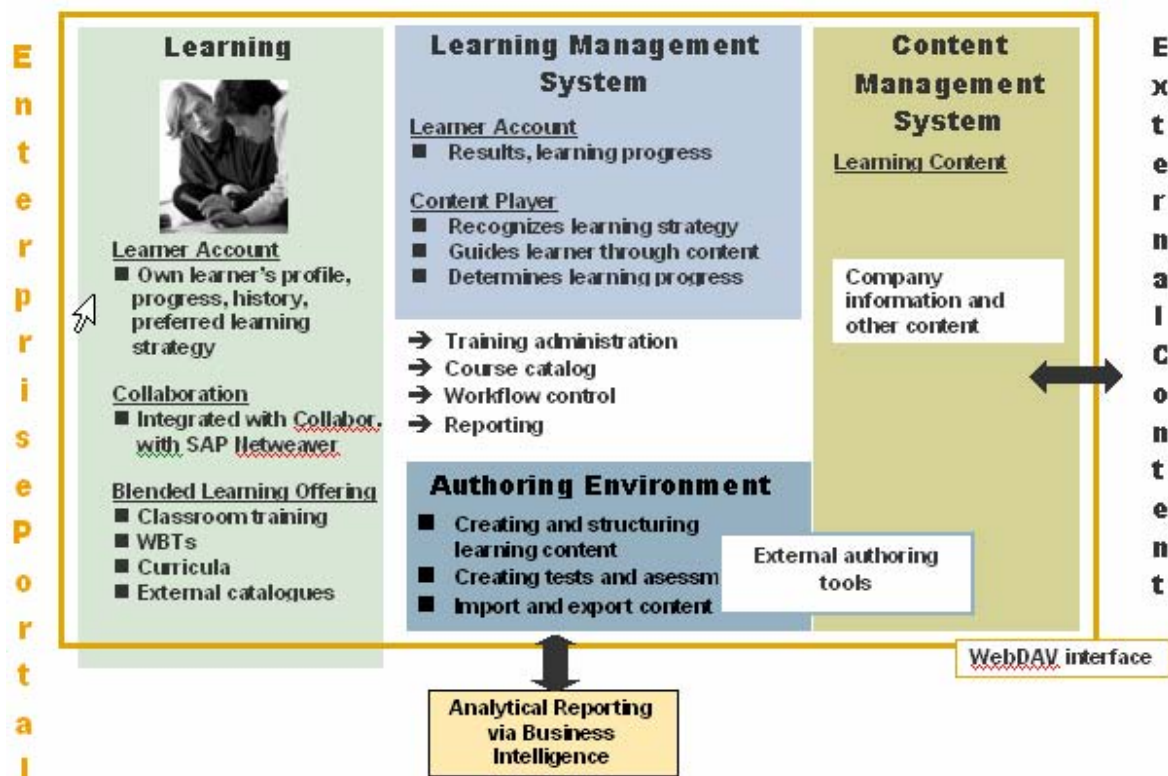 Enterprise Portal
Learning
Learner Account
■ Own learner's profile,
progress, history,
preferred learning
strategy
Collaboration
■ Integrated with Collabor.
with SAP Netweaver
Blended Learning Offering
■ Classroom training
■ WBTs
■ Curricula
■ External catalogues
Learning Management
System
Learner Account
■ Results, learning progress
Content Player
■ Recognizes learning strategy
■ Guides learner through content
■ Determines learning progress
→ Training administration
→ Course catalog
→ Workflow control
→ Reporting
Authoring Environment
■ Creating and structuring
learning content
■ Creating tests and asessm
■ Import and export content
External authoring
tools
Content
Management
System
Learning Content
Company
information and
other content
External Content
WebDAV interface
Analytical Reporting
via Business
Intelligence